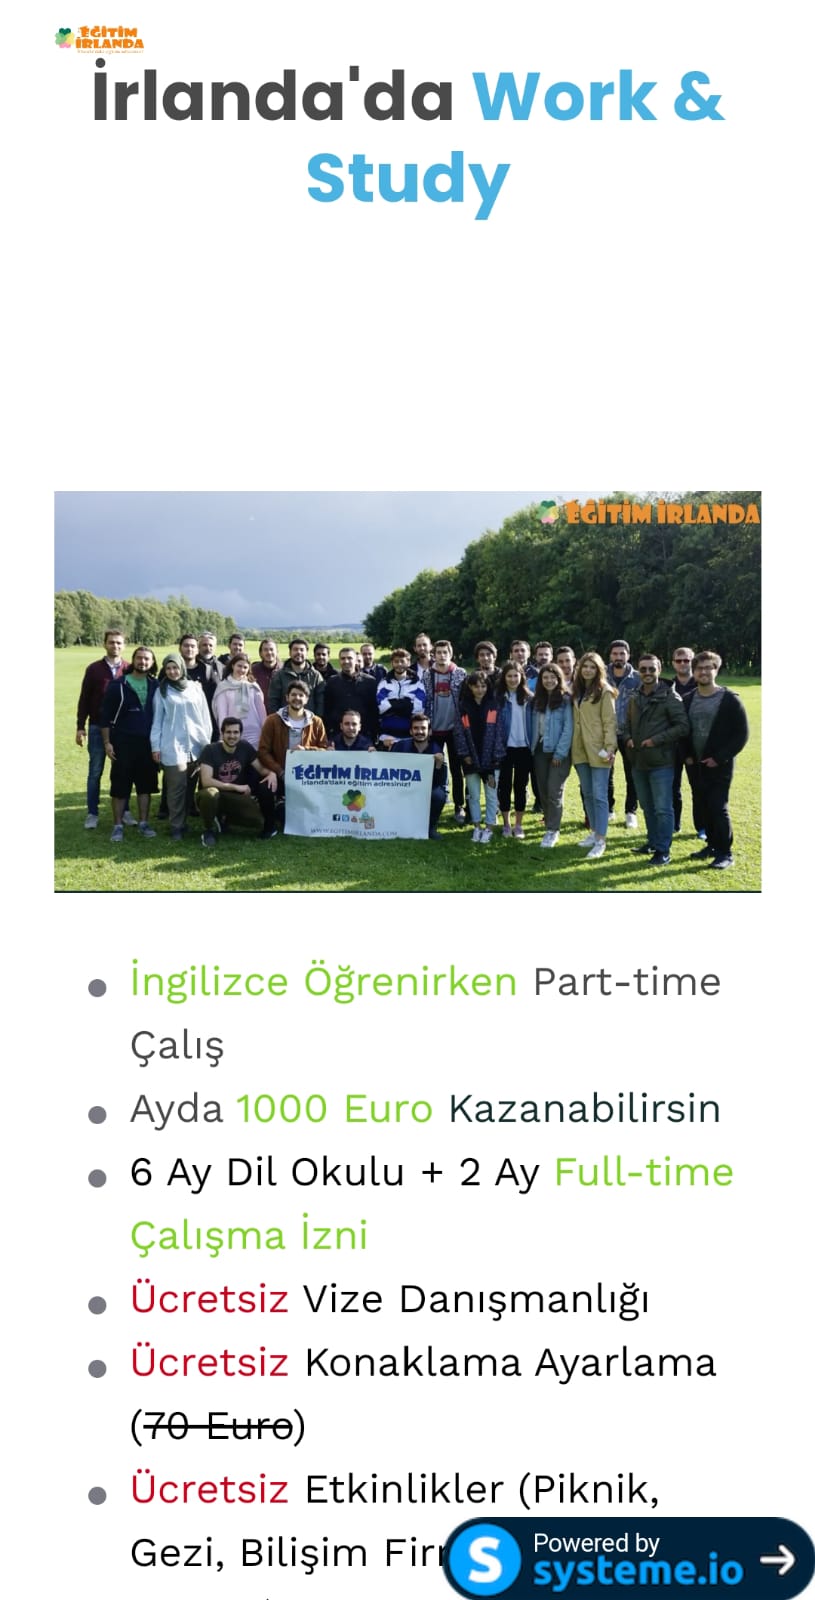 EĞİTİM
İRLANDA
İrlanda'da Work &
Study
EĞİTİM İRLANDA
EĞİTİM İRLANDA
İrlanda'daki eğitim adresiniz!
WWW.EGITIMIRLANDA.COM
İngilizce Öğrenirken Part-time
Çalış
Ayda 1000 Euro Kazanabilirsin
6 Ay Dil Okulu + 2 Ay Full-time
Çalışma İzni
Ücretsiz Vize Danışmanlığı
Ücretsiz Konaklama Ayarlama
(70 Euro)
Ücretsiz Etkinlikler (Piknik,
Gezi, Bilişim
Powered by
systeme.io